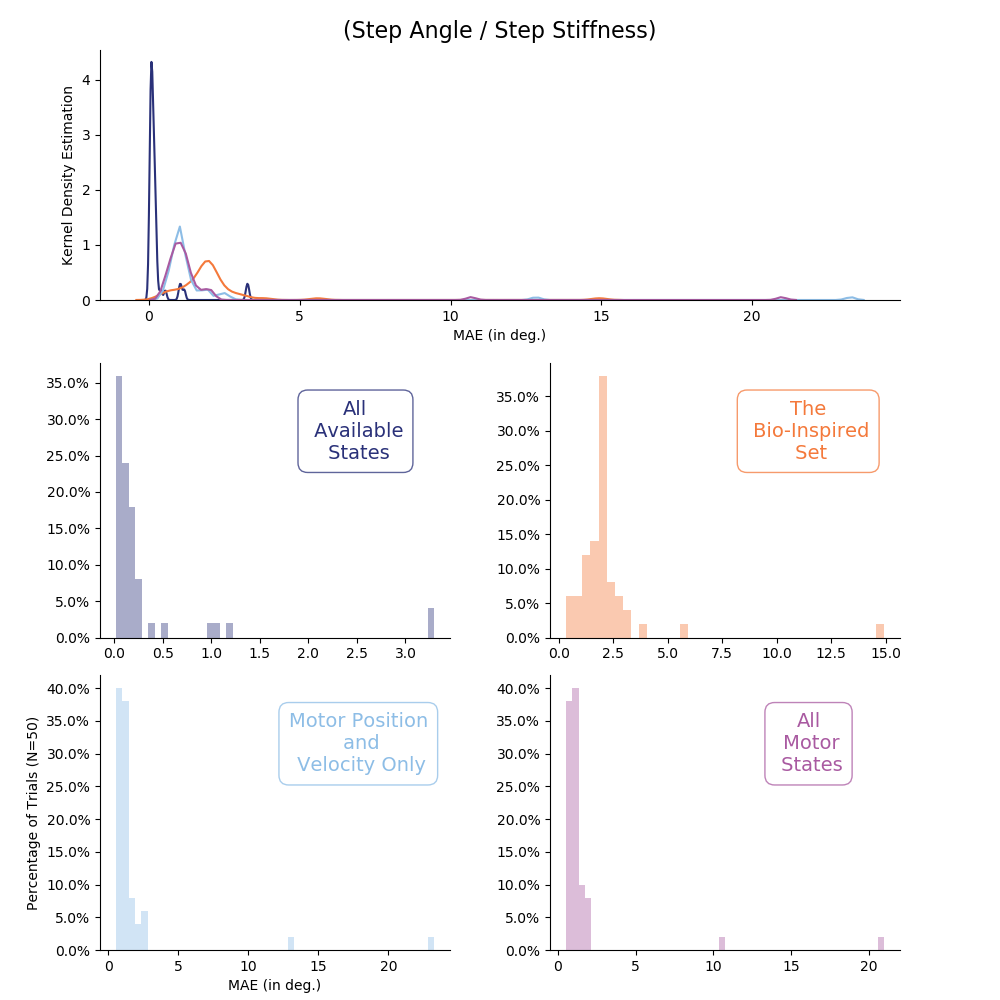 (Step Angle / Step Stiffness)
Kernel Density Estimation
4
3
2
1
0
0 5 10 15 20
MAE (in deg.)
35.0%
30.0%
25.0%
20.0%
15.0%
10.0%
5.0%
0.0%
0.0 0.5 1.0 1.5 2.0 2.5 3.0
All
Available
States
35.0%
30.0%
25.0%
20.0%
15.0%
10.0%
5.0%
0.0%
0.0 2.5 5.0 7.5 10.0 12.5 15.0
The
Bio-Inspired
Set
Percentage of Trials (N=50)
40.0%
35.0%
30.0%
25.0%
20.0%
15.0%
10.0%
5.0%
0.0%
0 5 10 15 20
MAE (in deg.)
Motor Position
and
Velocity Only
40.0%
35.0%
30.0%
25.0%
20.0%
15.0%
10.0%
5.0%
0.0%
0 5 10 15 20
All
Motor
States